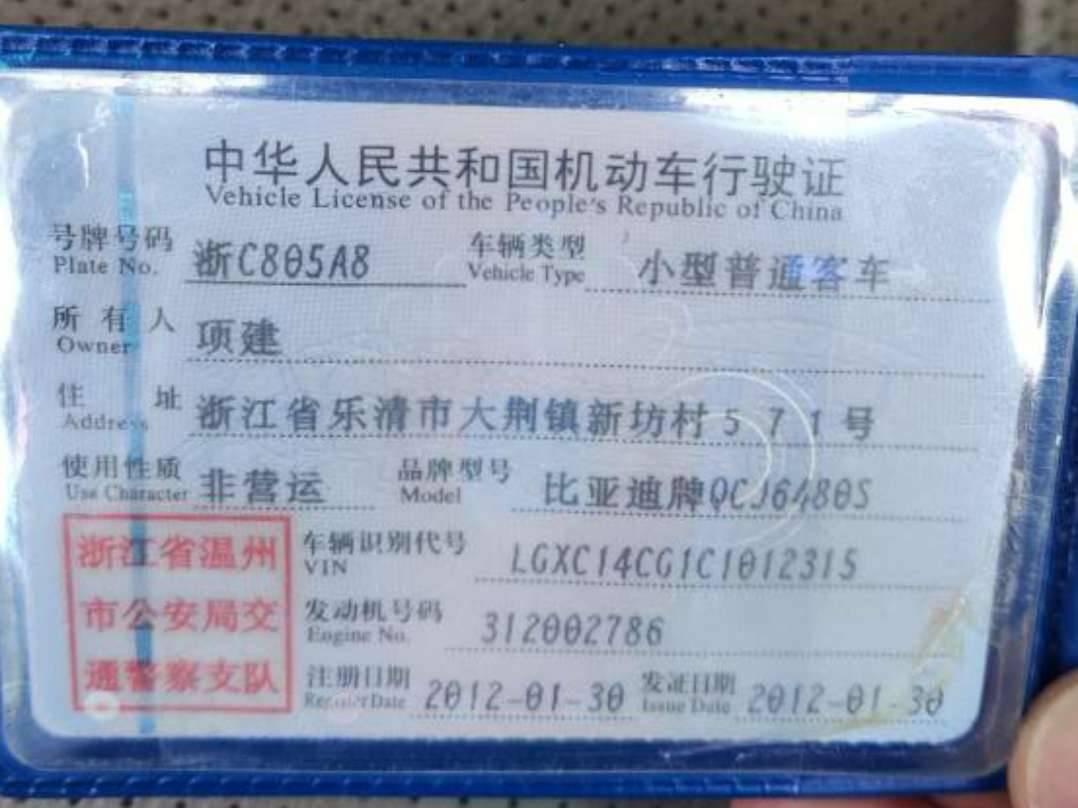 中华人民共和国机动车行驶证
Vehicle License of the People's Republic of China
号牌号码 浙C805A8 车辆类型 小型普通客车
Plate No. Vehicle Type
所有人 项建
Owner
住址 浙江省乐清市大荆镇新坊村571号
Address
使用性质 非营运 品牌型号 比亚迪牌QCJ6480S
Use Character Model
浙江省温州 车辆识别代号 LGXC14CG1C1012315
VIN
市公安局交 发动机号码 312002786
Engine No.
通警察支队 注册日期 2012-01-30 发证日期 2012-01-30
Register Date Issue Date